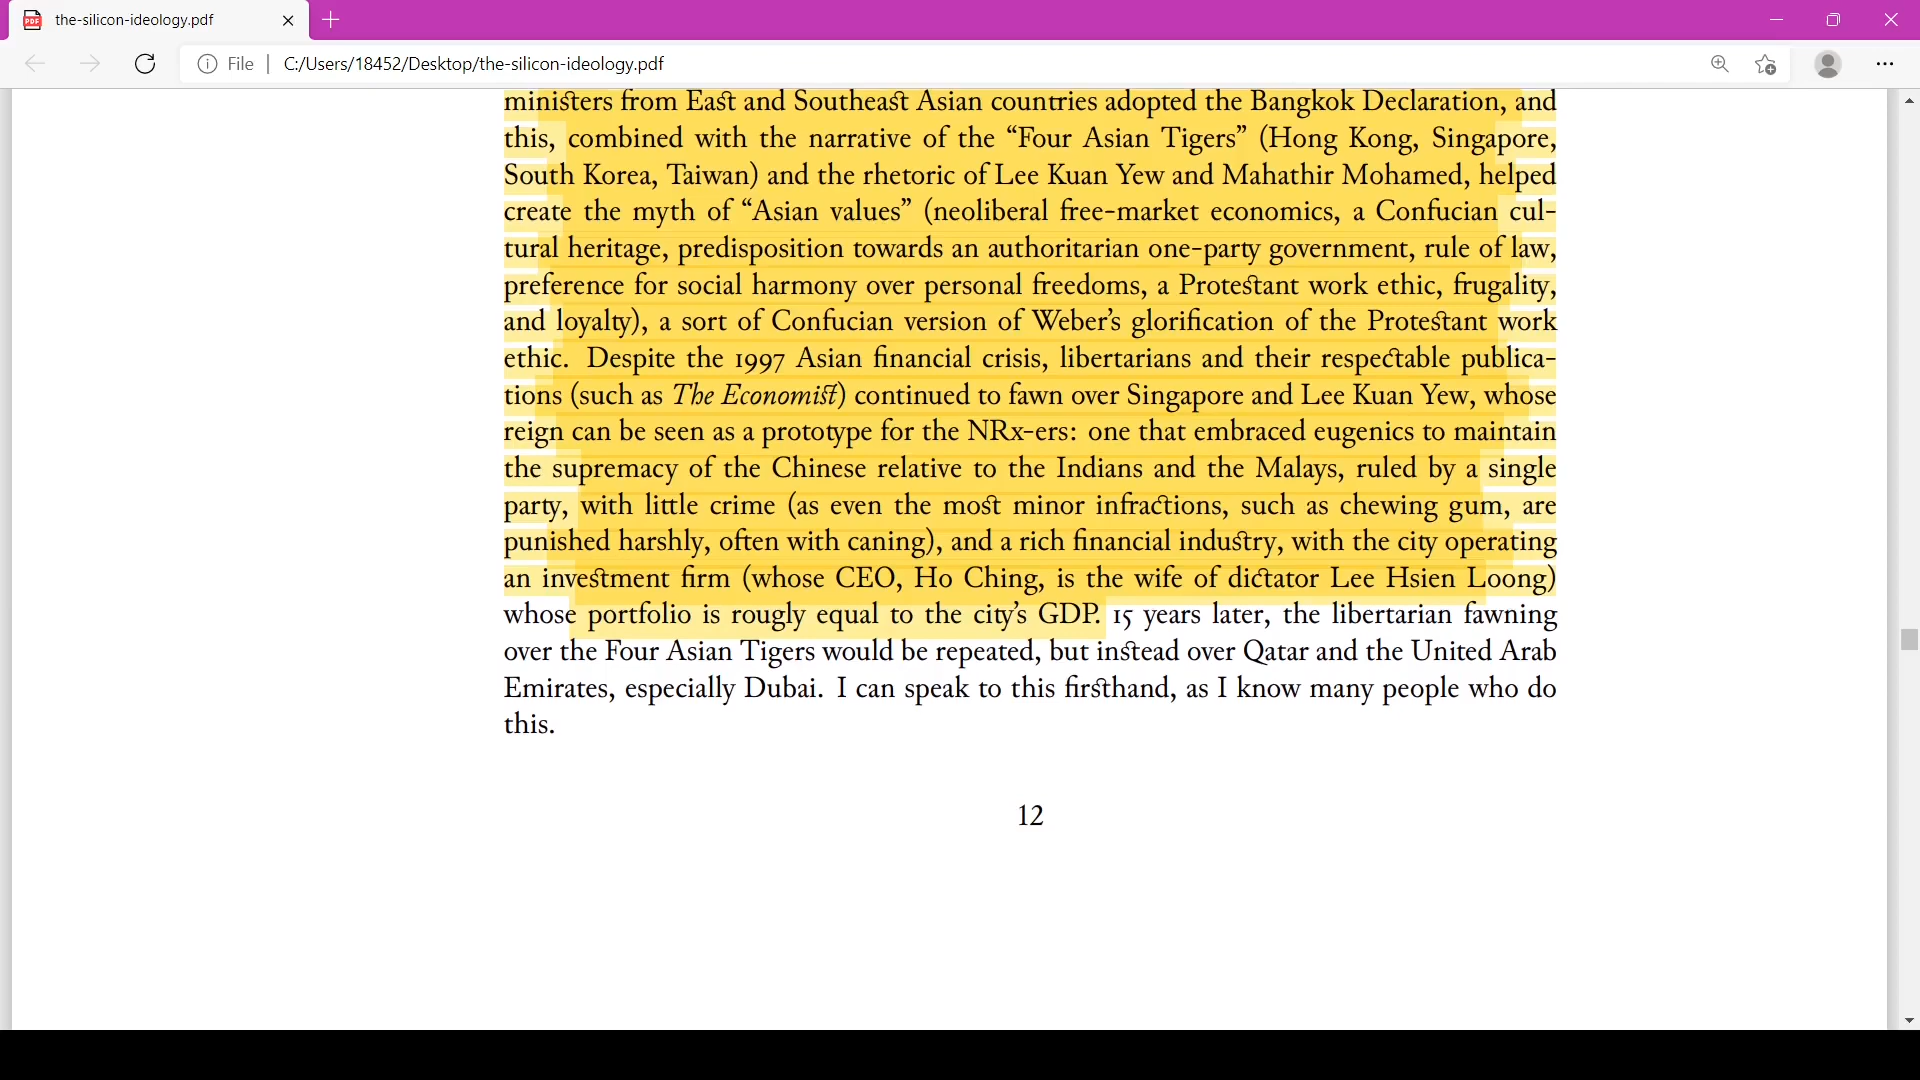 the-silicon-ideology.pdf
File | C:/Users/18452/Desktop/the-silicon-ideology.pdf
ministers from East and Southeast Asian countries adopted the Bangkok Declaration, and
this, combined with the narrative of the “Four Asian Tigers” (Hong Kong, Singapore,
South Korea, Taiwan) and the rhetoric of Lee Kuan Yew and Mahathir Mohamed, helped
create the myth of “Asian values” (neoliberal free-market economics, a Confucian cul-
tural heritage, predisposition towards an authoritarian one-party government, rule of law,
preference for social harmony over personal freedoms, a Protestant work ethic, frugality,
and loyalty), a sort of Confucian version of Weber’s glorification of the Protestant work
ethic. Despite the 1997 Asian financial crisis, libertarians and their respectable publica-
tions (such as The Economist) continued to fawn over Singapore and Lee Kuan Yew, whose
reign can be seen as a prototype for the NRx-ers: one that embraced eugenics to maintain
the supremacy of the Chinese relative to the Indians and the Malays, ruled by a single
party, with little crime (as even the most minor infractions, such as chewing gum, are
punished harshly, often with caning), and a rich financial industry, with the city operating
an investment firm (whose CEO, Ho Ching, is the wife of dictator Lee Hsien Loong)
whose portfolio is rougly equal to the city’s GDP. 15 years later, the libertarian fawning
over the Four Asian Tigers would be repeated, but instead over Qatar and the United Arab
Emirates, especially Dubai. I can speak to this firsthand, as I know many people who do
this.
12